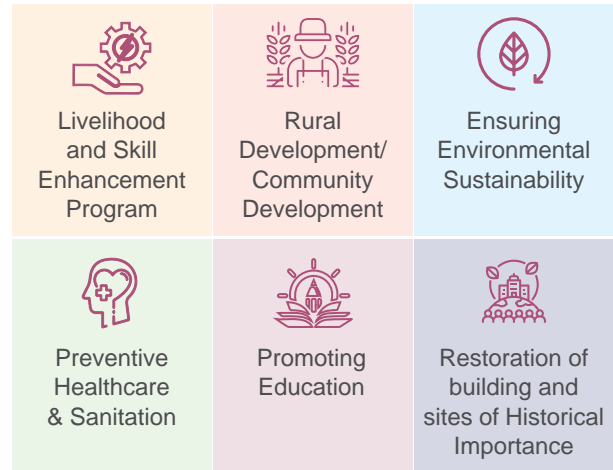 Livelihood
and Skill
Enhancement
Program
Rural
Development/
Community
Development
Ensuring
Environmental
Sustainability
Preventive
Healthcare
& Sanitation
Promoting
Education
Restoration of
building and
sites of Historical
Importance